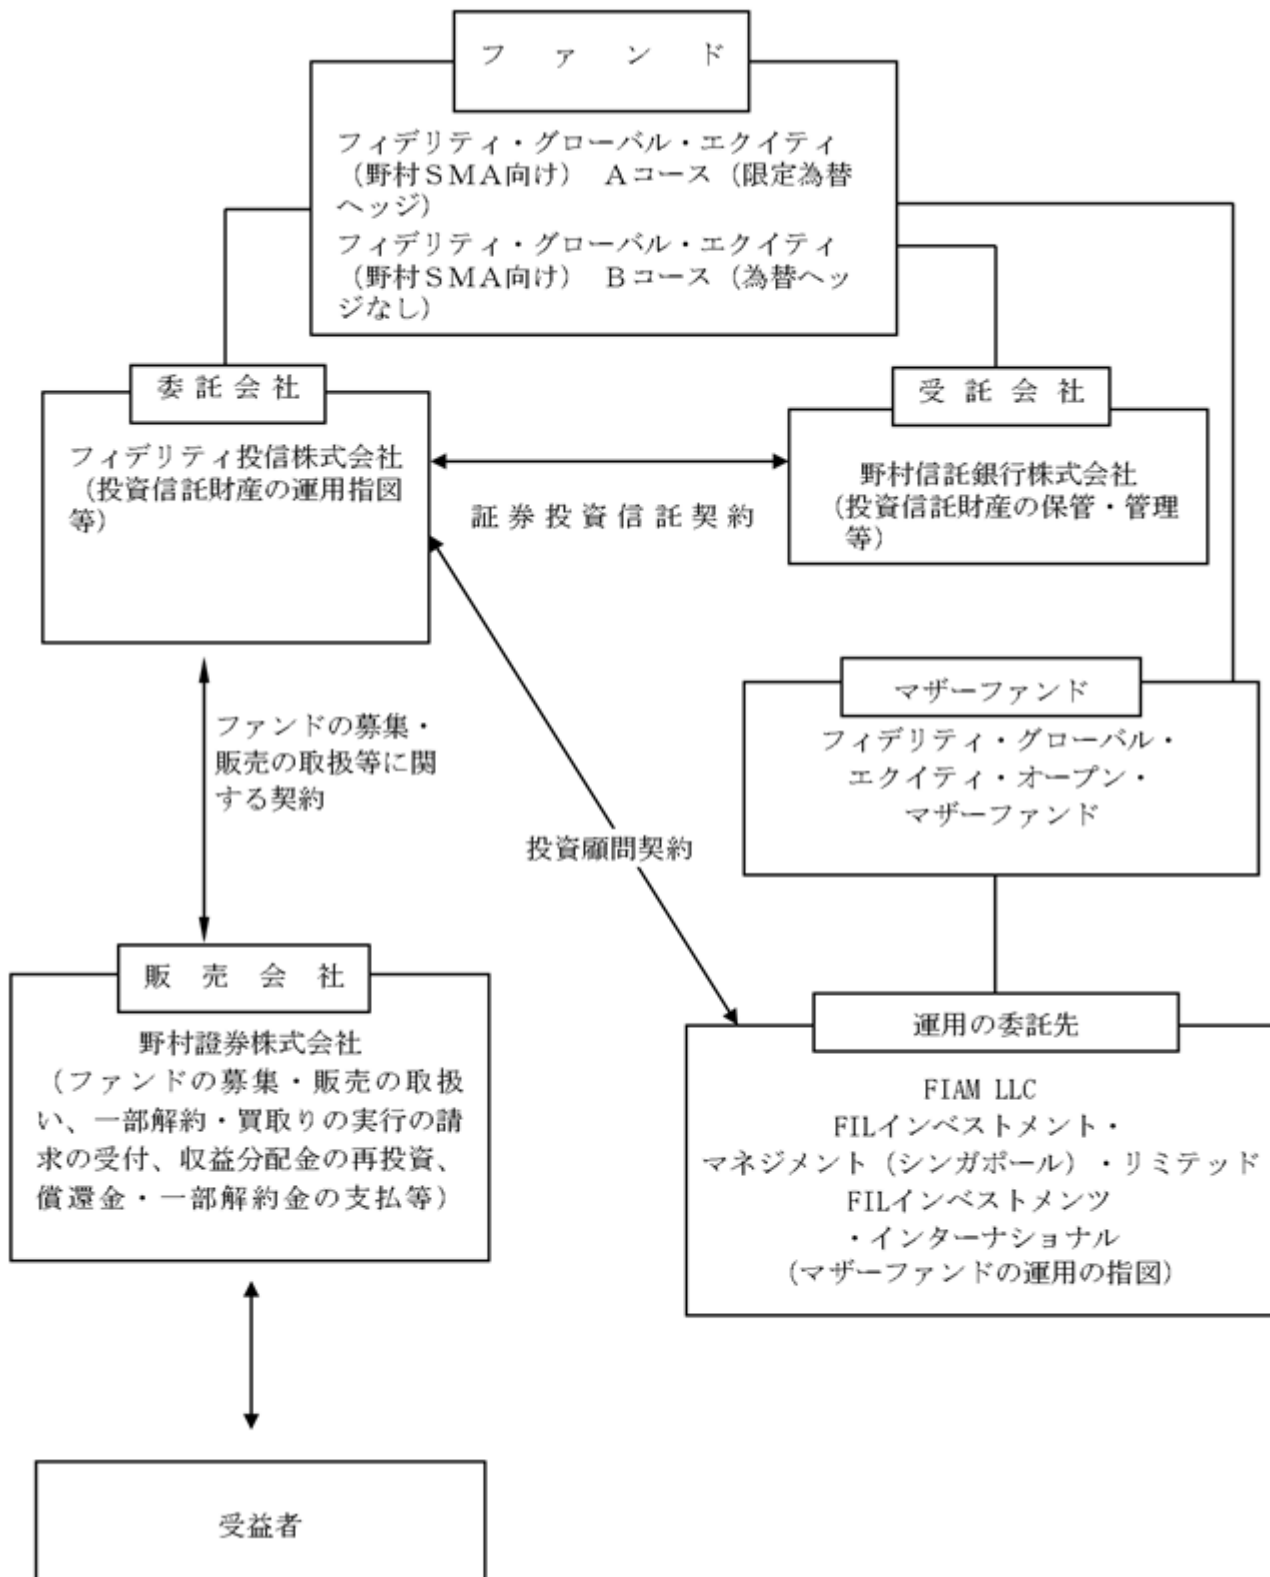 ファンド
フィデリティ・グローバル・エクイティ
（野村ＳＭＡ向け）　Ａコース（限定為替
ヘッジ）
フィデリティ・グローバル・エクイティ
（野村ＳＭＡ向け）　Ｂコース（為替ヘッ
ジなし）
委託会社
フィデリティ投信株式会社
（投資信託財産の運用指図
等）
証券投資信託契約
受託会社
野村信託銀行株式会社
（投資信託財産の保管・管理
等）
ファンドの募集・
販売の取扱等に関
する契約
投資顧問契約
マザーファンド
フィデリティ・グローバル・
エクイティ・オープン・
マザーファンド
販売会社
野村證券株式会社
（ファンドの募集・販売の取扱
い、一部解約・買取りの実行の請
求の受付、収益分配金の再投資、
償還金・一部解約金の支払等）
運用の委託先
FIAM LLC
FILインベストメント・
マネジメント（シンガポール）・リミテッド
FILインベストメンツ
・インターナショナル
（マザーファンドの運用の指図）
受益者